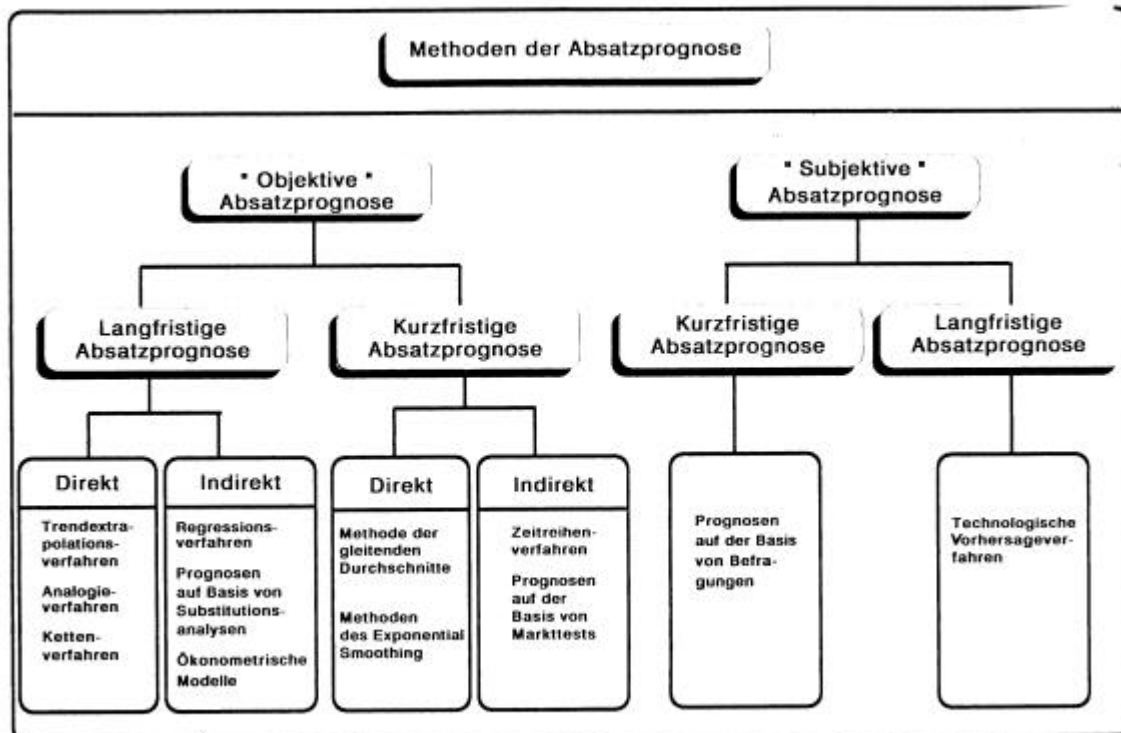 Methoden der Absatzprognose
" Objektive "
Absatzprognose
" Subjektive "
Absatzprognose
Langfristige
Absatzprognose
Kurzfristige
Absatzprognose
Kurzfristige
Absatzprognose
Langfristige
Absatzprognose
Direkt
Trendextra-
polations-
verfahren
Analogie-
verfahren
Ketten-
verfahren
Indirekt
Regressions-
verfahren
Prognosen
auf Basis von
Substitutions-
analysen
Ökonometrische
Modelle
Direkt
Methode der
gleitenden
Durchschnitte
Methoden
des Exponential
Smoothing
Indirekt
Zeitreihen-
verfahren
Prognosen
auf der
Basis von
Markttests
Prognosen
auf der Basis
von Befra-
gungen
Technologische
Vorhersagever-
fahren